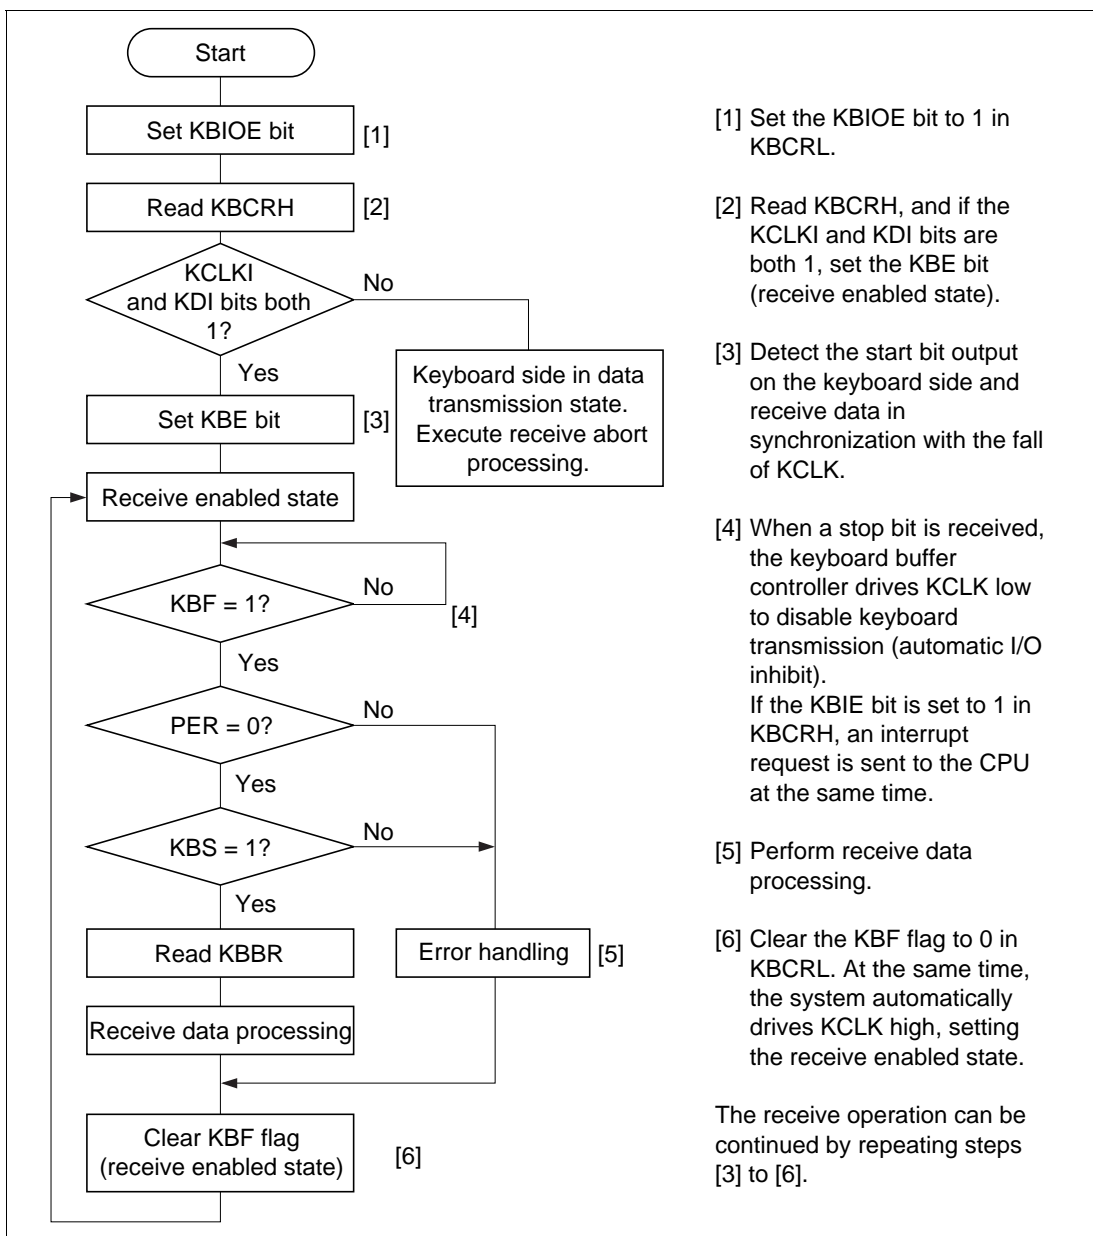 Start
Set KBIOE bit
[1]
Read KBCRH
[2]
KCLKI
and KDI bits both
1?
No
Yes
Keyboard side in data
transmission state.
Execute receive abort
processing.
Set KBE bit
[3]
Receive enabled state
KBF = 1?
No
[4]
Yes
PER = 0?
No
Yes
KBS = 1?
No
Yes
Read KBBR
Error handling
[5]
Receive data processing
Clear KBF flag
(receive enabled state)
[6]
[1] Set the KBIOE bit to 1 in
KBCRL.
[2] Read KBCRH, and if the
KCLKI and KDI bits are
both 1, set the KBE bit
(receive enabled state).
[3] Detect the start bit output
on the keyboard side and
receive data in
synchronization with the fall
of KCLK.
[4] When a stop bit is received,
the keyboard buffer
controller drives KCLK low
to disable keyboard
transmission (automatic I/O
inhibit).
If the KBIE bit is set to 1 in
KBCRH, an interrupt
request is sent to the CPU
at the same time.
[5] Perform receive data
processing.
[6] Clear the KBF flag to 0 in
KBCRL. At the same time,
the system automatically
drives KCLK high, setting
the receive enabled state.
The receive operation can be
continued by repeating steps
[3] to [6].